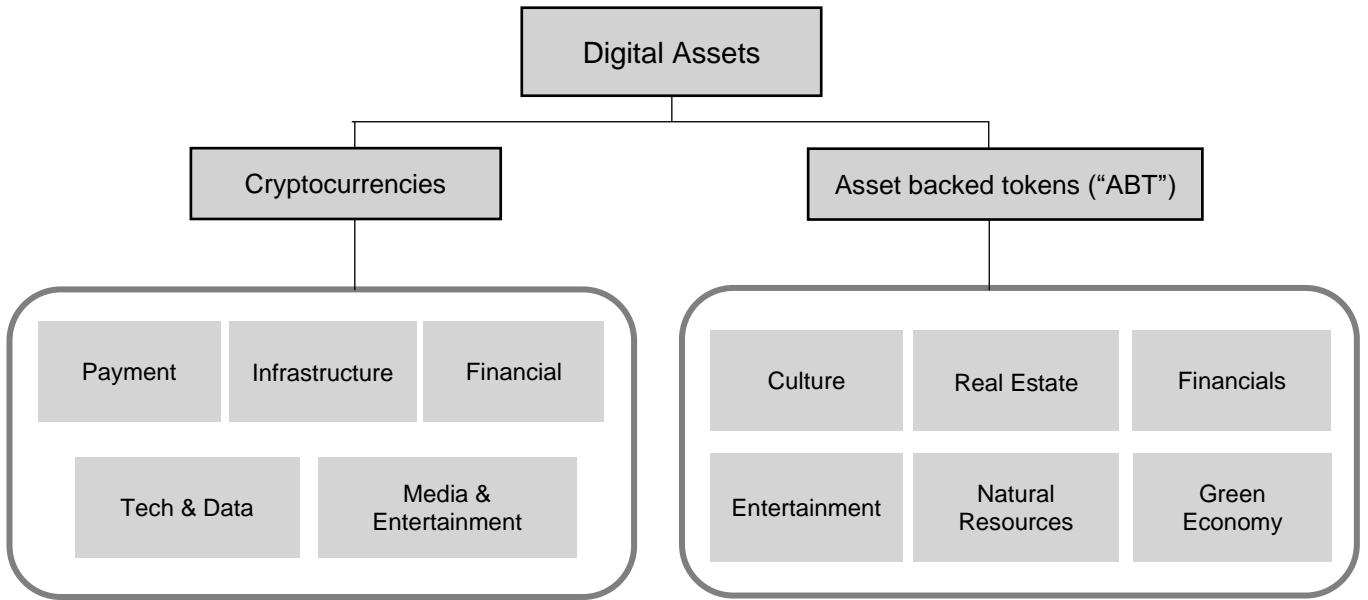 Digital Assets
Cryptocurrencies
Asset backed tokens (“ABT”)
Payment
Infrastructure
Financial
Tech & Data
Media &
Entertainment
Culture
Real Estate
Financials
Entertainment
Natural
Resources
Green
Economy